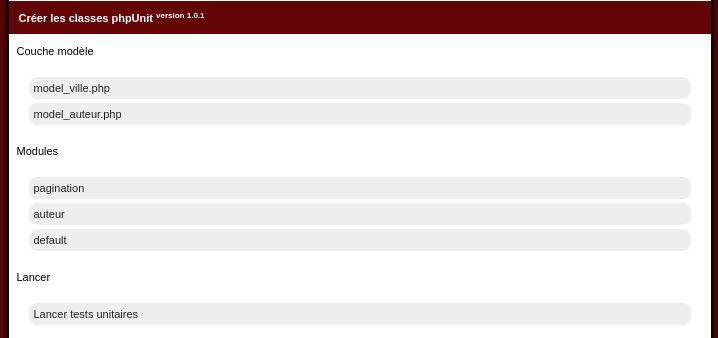 Créer les classes phpUnit version 1.0.1
Couche modèle
model_ville.php
model_auteur.php
Modules
pagination
auteur
default
Lancer
Lancer tests unitaires